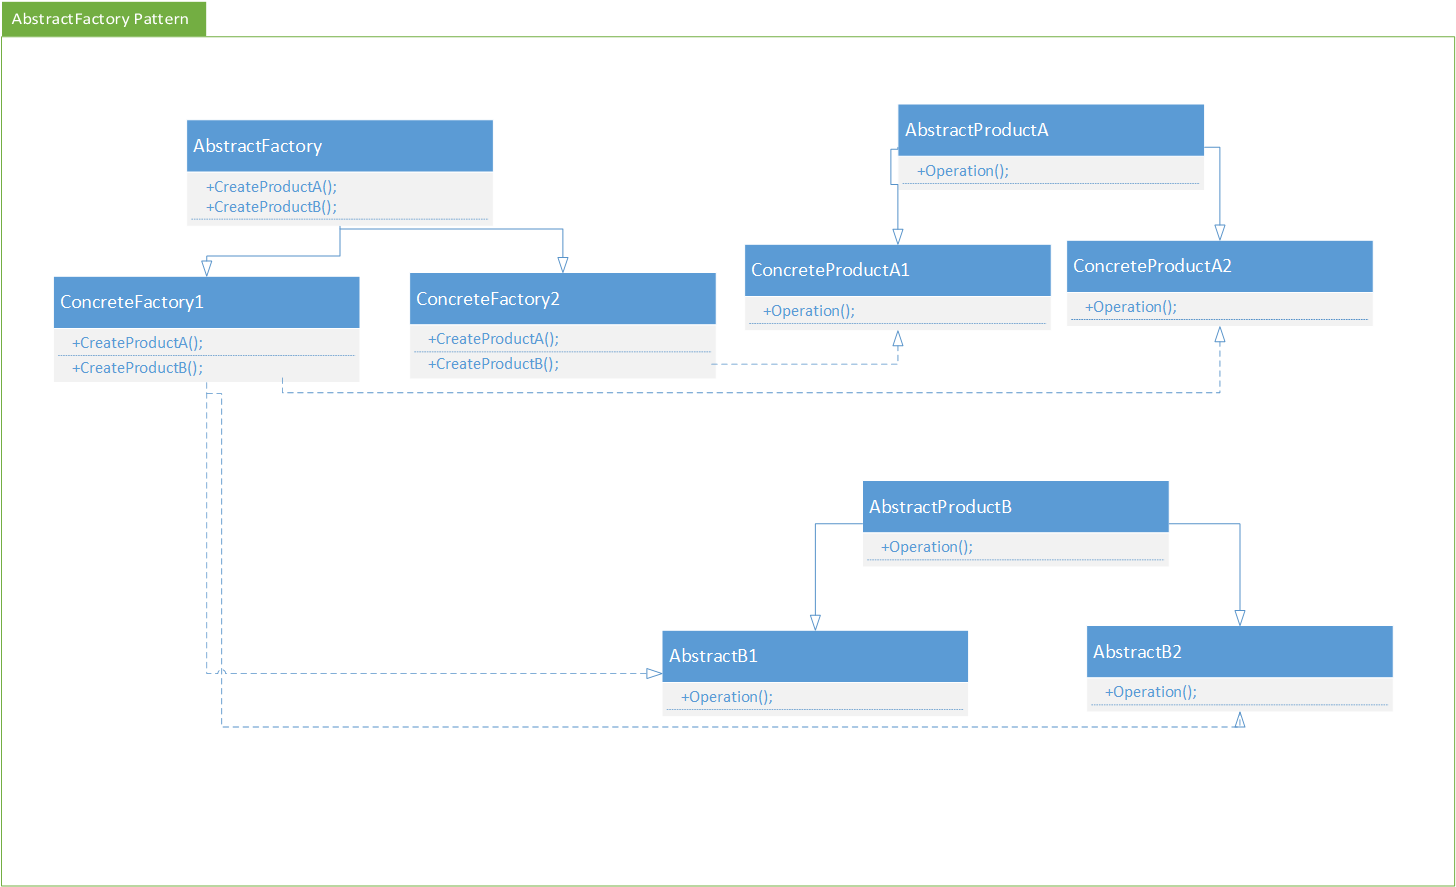 AbstractFactory Pattern
AbstractFactory
+CreateProductA();
+CreateProductB();
AbstractProductA
+Operation();
ConcreteFactory1
+CreateProductA();
+CreateProductB();
ConcreteFactory2
+CreateProductA();
+CreateProductB();
ConcreteProductA1
+Operation();
ConcreteProductA2
+Operation();
AbstractProductB
+Operation();
AbstractB1
+Operation();
AbstractB2
+Operation();